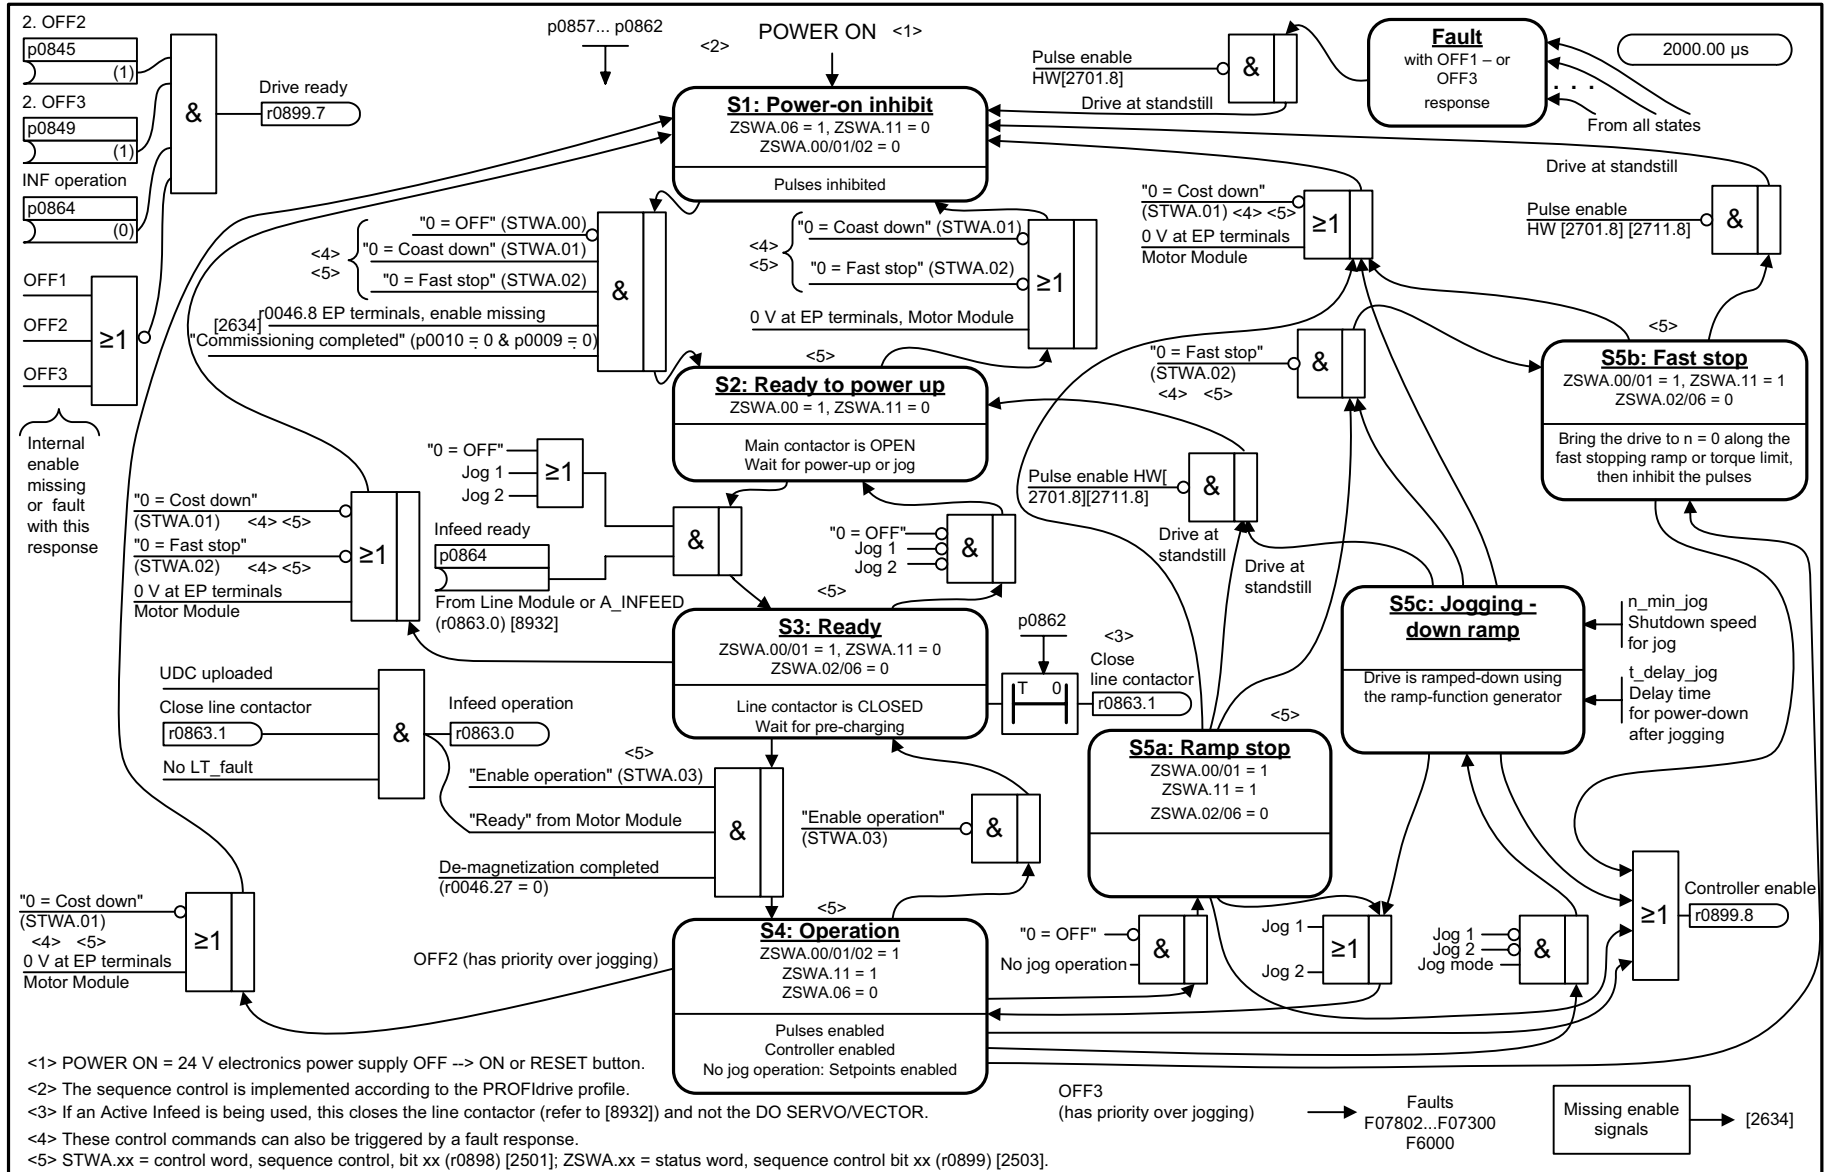 2. OFF2
p0845
(1)
2. OFF3
p0849
(1)
INF operation
p0864
(0)
&
Drive ready
r0899.7
OFF1
OFF2
OFF3
≥1
Internal
enable
missing
or fault
with this
response
p0857... p0862
<2>
POWER ON <1>
S1: Power-on inhibit
ZSWA.06 = 1, ZSWA.11 = 0
ZSWA.00/01/02 = 0
Pulses inhibited
Pulse enable
HW[2701.8]
&
Drive at standstill
Fault
with OFF1 – or
OFF3
response
2000.00 µs
. . .
From all states
"0 = OFF" (STWA.00)
<4>
<5>
"0 = Coast down" (STWA.01)
"0 = Fast stop" (STWA.02)
[2634]
r0046.8 EP terminals, enable missing
"Commissioning completed" (p0010 = 0 & p0009 = 0)
&
"0 = Coast down" (STWA.01)
<4>
<5>
"0 = Fast stop" (STWA.02)
0 V at EP terminals, Motor Module
≥1
"0 = Cost down"
(STWA.01) <4> <5>
0 V at EP terminals
Motor Module
≥1
Drive at standstill
Pulse enable
HW [2701.8] [2711.8]
&
<5>
S2: Ready to power up
ZSWA.00 = 1, ZSWA.11 = 0
Main contactor is OPEN
Wait for power-up or jog
"0 = Fast stop"
(STWA.02)
<4> <5>
&
<5>
S5b: Fast stop
ZSWA.00/01 = 1, ZSWA.11 = 1
ZSWA.02/06 = 0
Bring the drive to n = 0 along the
fast stopping ramp or torque limit,
then inhibit the pulses
"0 = OFF"
Jog 1
Jog 2
≥1
Infeed ready
p0864
From Line Module or A_INFEED
(r0863.0) [8932]
&
"0 = OFF"
Jog 1
Jog 2
&
Pulse enable HW[
2701.8][2711.8]
&
Drive at
standstill
Drive at
standstill
"0 = Cost down"
(STWA.01) <4> <5>
"0 = Fast stop"
(STWA.02) <4> <5>
0 V at EP terminals
Motor Module
≥1
<5>
S3: Ready
ZSWA.00/01 = 1, ZSWA.11 = 0
ZSWA.02/06 = 0
Line contactor is CLOSED
Wait for pre-charging
p0862
T 0
<3>
Close
line contactor
r0863.1
S5c: Jogging -
down ramp
Drive is ramped-down using
the ramp-function generator
n_min_jog
Shutdown speed
for jog
t_delay_jog
Delay time
for power-down
after jogging
UDC uploaded
Close line contactor
r0863.1
No LT_fault
&
Infeed operation
r0863.0
<5>
"Enable operation" (STWA.03)
"Ready" from Motor Module
De-magnetization completed
(r0046.27 = 0)
&
"Enable operation"
(STWA.03)
&
<5>
S5a: Ramp stop
ZSWA.00/01 = 1
ZSWA.11 = 1
ZSWA.02/06 = 0
"0 = Cost down"
(STWA.01)
<4> <5>
0 V at EP terminals
Motor Module
≥1
OFF2 (has priority over jogging)
<5>
S4: Operation
ZSWA.00/01/02 = 1
ZSWA.11 = 1
ZSWA.06 = 0
Pulses enabled
Controller enabled
No jog operation: Setpoints enabled
"0 = OFF"
No jog operation
&
Jog 1
Jog 2
≥1
Jog 1
Jog 2
Jog mode
&
≥1
Controller enable
r0899.8
<1> POWER ON = 24 V electronics power supply OFF --> ON or RESET button.
<2> The sequence control is implemented according to the PROFIdrive profile.
<3> If an Active Infeed is being used, this closes the line contactor (refer to [8932]) and not the DO SERVO/VECTOR.
<4> These control commands can also be triggered by a fault response.
<5> STWA.xx = control word, sequence control, bit xx (r0898) [2501]; ZSWA.xx = status word, sequence control bit xx (r0899) [2503].
OFF3
(has priority over jogging)
Faults
F07802...F07300
F6000
Missing enable
signals
[2634]